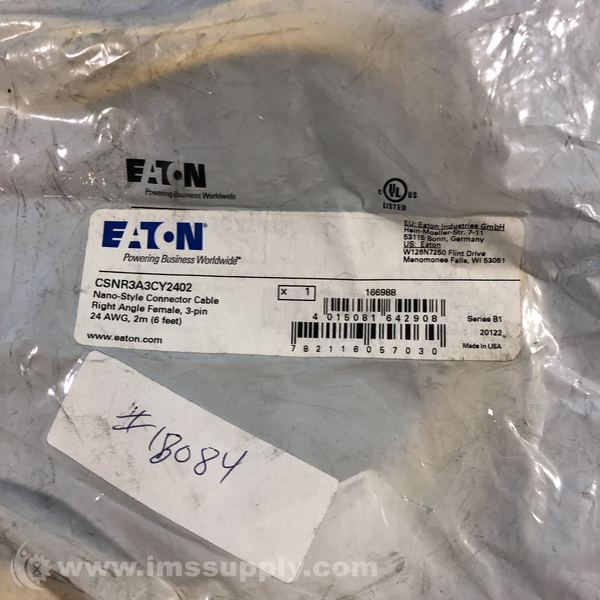 EATON
Powering Business Worldwide
C UL US
LISTED
EATON
Powering Business Worldwide
EU: Eaton Industries GmbH
Hein-Moeller-Str. 7-11
53115 Bonn, Germany
US: Eaton
W126N7250 Flint Drive
Menomonee Falls, WI 53051
CSNR3A3CY2402
Nano-Style Connector Cable
Right Angle Female, 3-pin
24 AWG, 2m (6 feet)
www.eaton.com
x 1
166988
4 015081 642908
782116057030
Series B1
20122
Made in USA
#1B084
www.imssupply.com